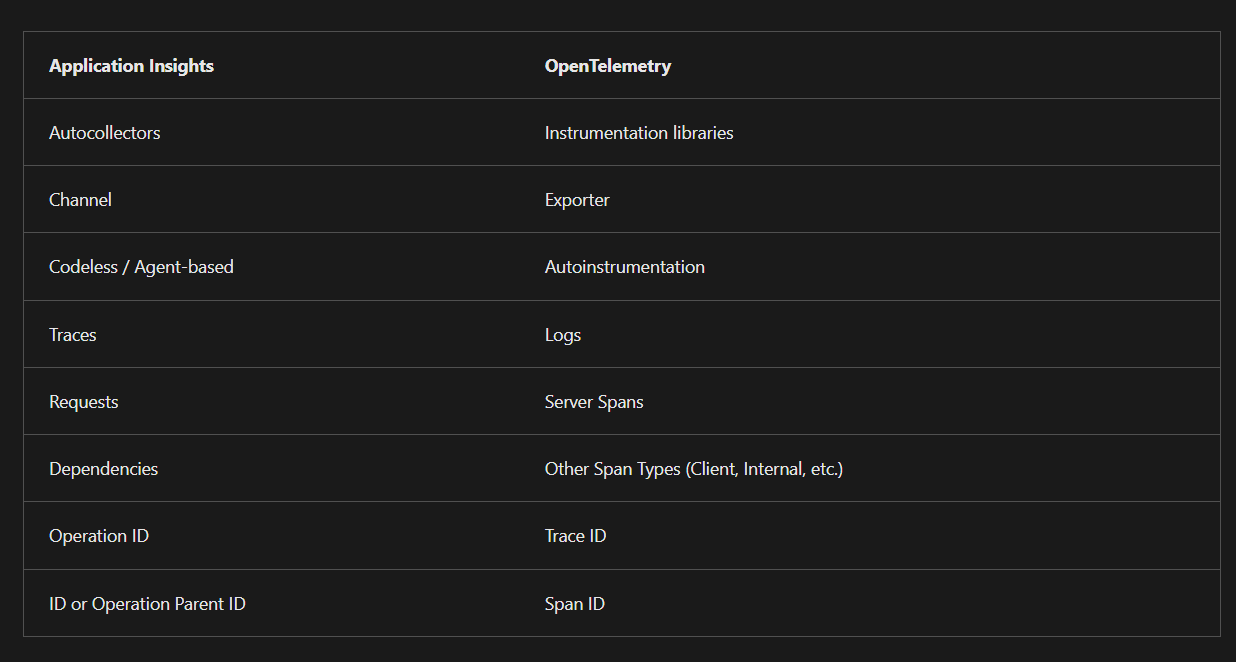 Application Insights OpenTelemetry
Autocollectors Instrumentation libraries
Channel Exporter
Codeless / Agent-based Autoinstrumentation
Traces Logs
Requests Server Spans
Dependencies Other Span Types (Client, Internal, etc.)
Operation ID Trace ID
ID or Operation Parent ID Span ID